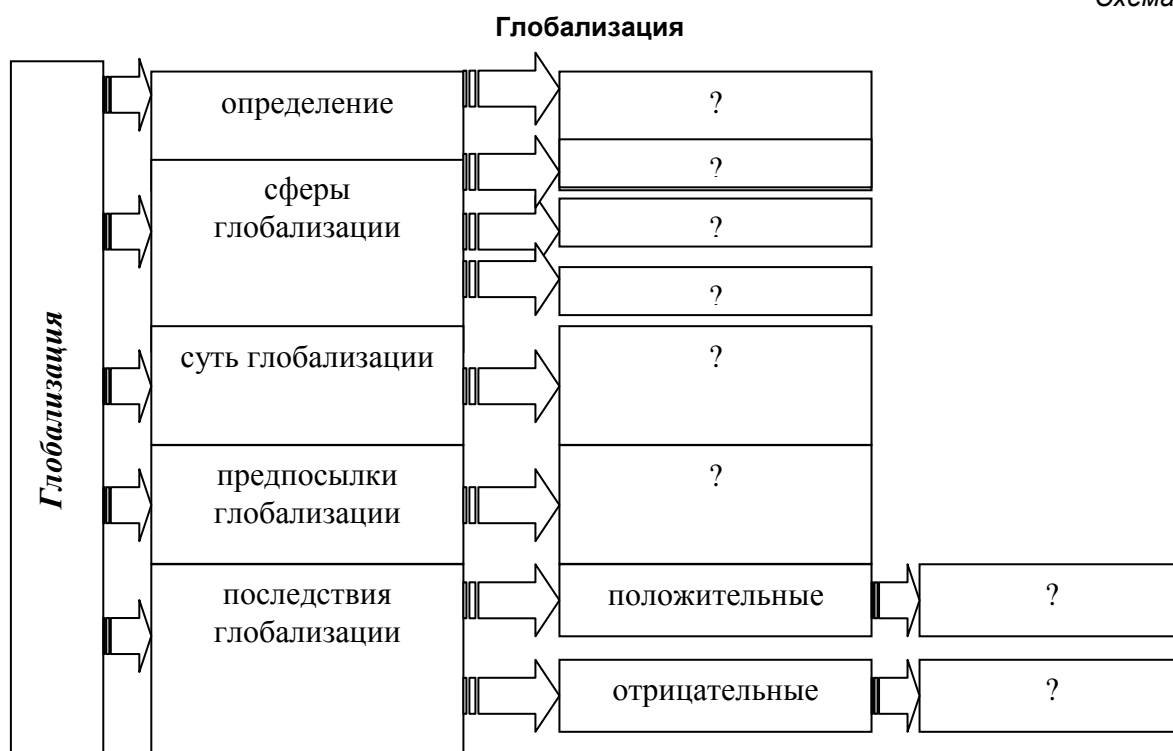 Схема
Глобализация
Глобализация
определение
?
сферы
глобализации
?
?
?
суть глобализации
?
предпосылки
глобализации
?
последствия
глобализации
положительные
?
отрицательные
?